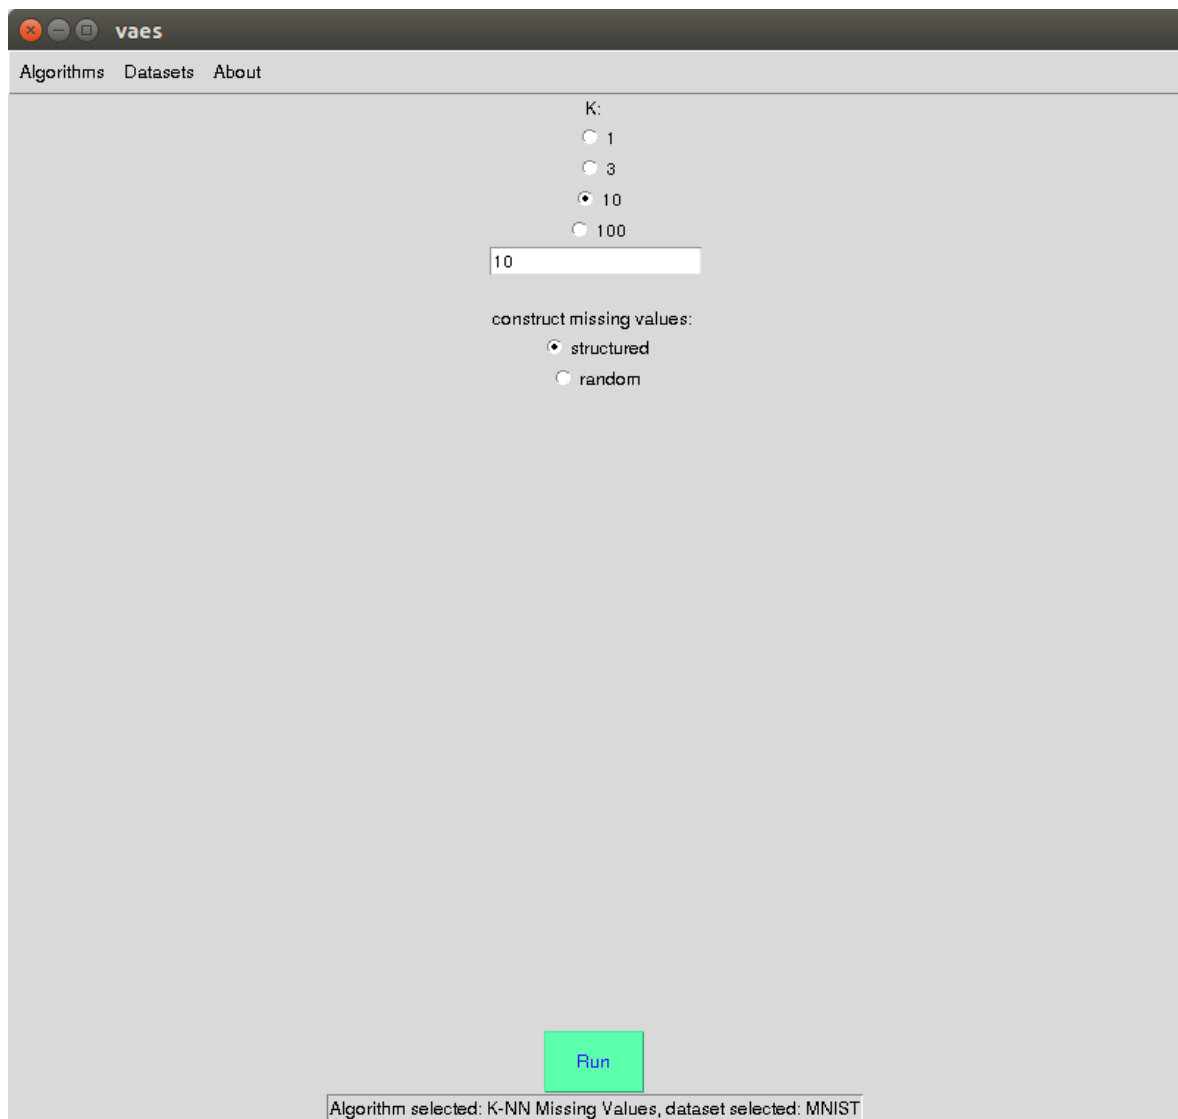 vaes
Algorithms Datasets About
K:
1
3
10
100
10
construct missing values:
structured
random
Run
Algorithm selected: K-NN Missing Values, dataset selected: MNIST